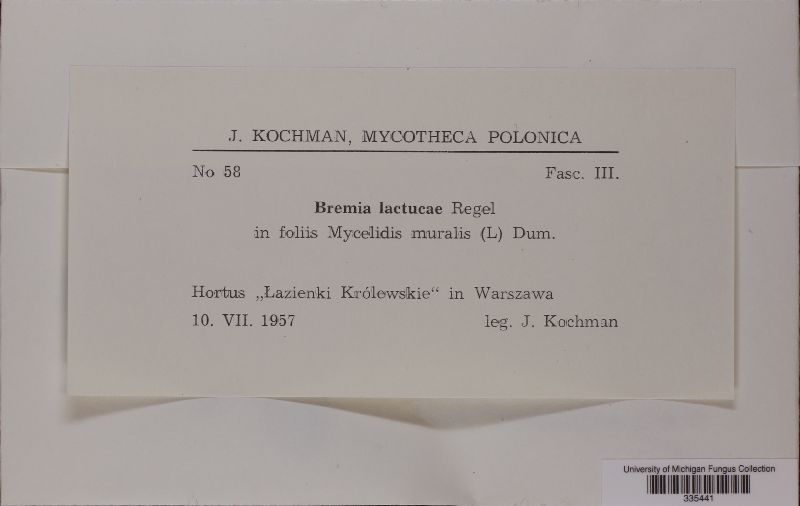 J. KOCHMAN, MYCOTHECA POLONICA
No 58 Fasc. III.
Bremia lactucae Regel
in foliis Mycelidis muralis (L) Dum.
Hortus „Łazienki Królewskie“ in Warszawa
10. VII. 1957 leg. J. Kochman
University of Michigan Fungus Collection
335441